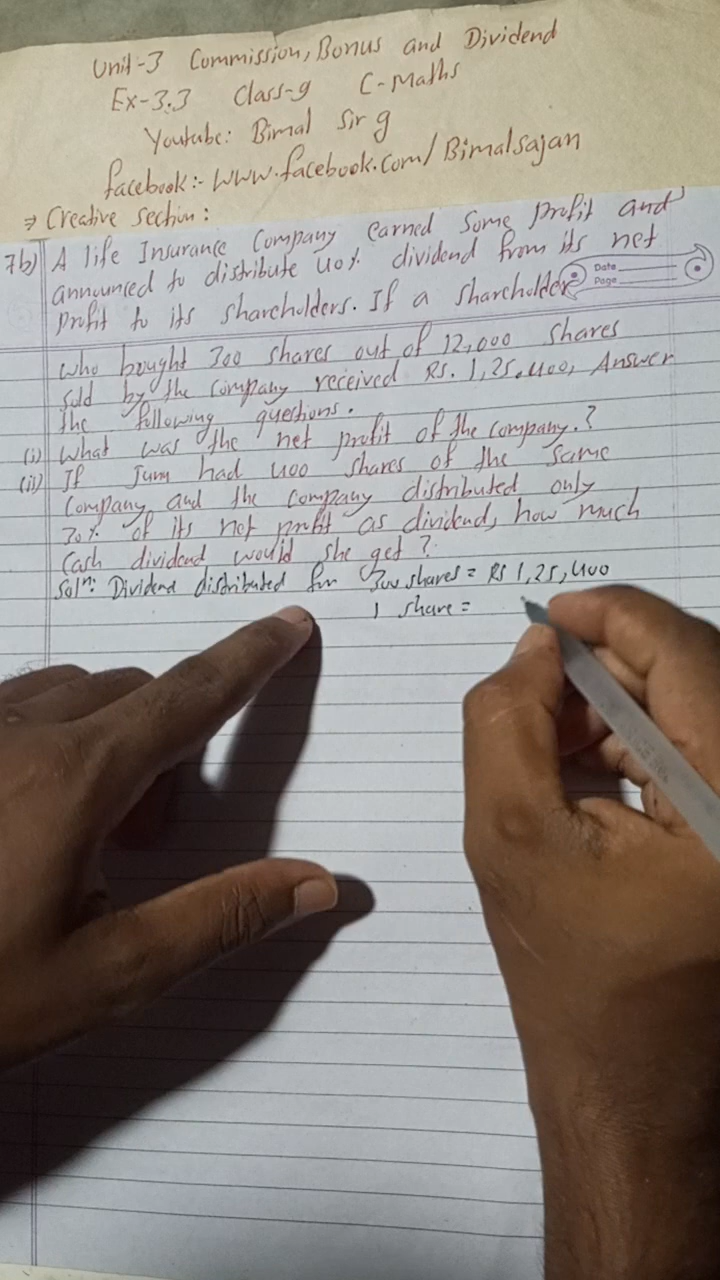 Unit-3 Commission, Bonus and Dividend
Ex-3.3 Class-9 C-Maths
Youtube: Bimal Sir 9
facebook:- www.facebook.com/Bimalsajan
⇒ Creative section:
7b) A life Insurance Company earned some profit and
announced to distribute 40% dividend from its net
Date
Page
profit to its shareholders. If a shareholder
who bought 300 shares out of 12,000 shares
sold by the company received Rs. 1,25,400, Answer
the following questions.
(i) What was the net profit of the company.?
(ii) If Junu had 400 shares of the same
company, and the company distributed only
30% of its net profit as dividend, how much
cash dividend would she get?
Solⁿ: Dividend distributed for 300 shares = Rs 1,25,400
1 share =